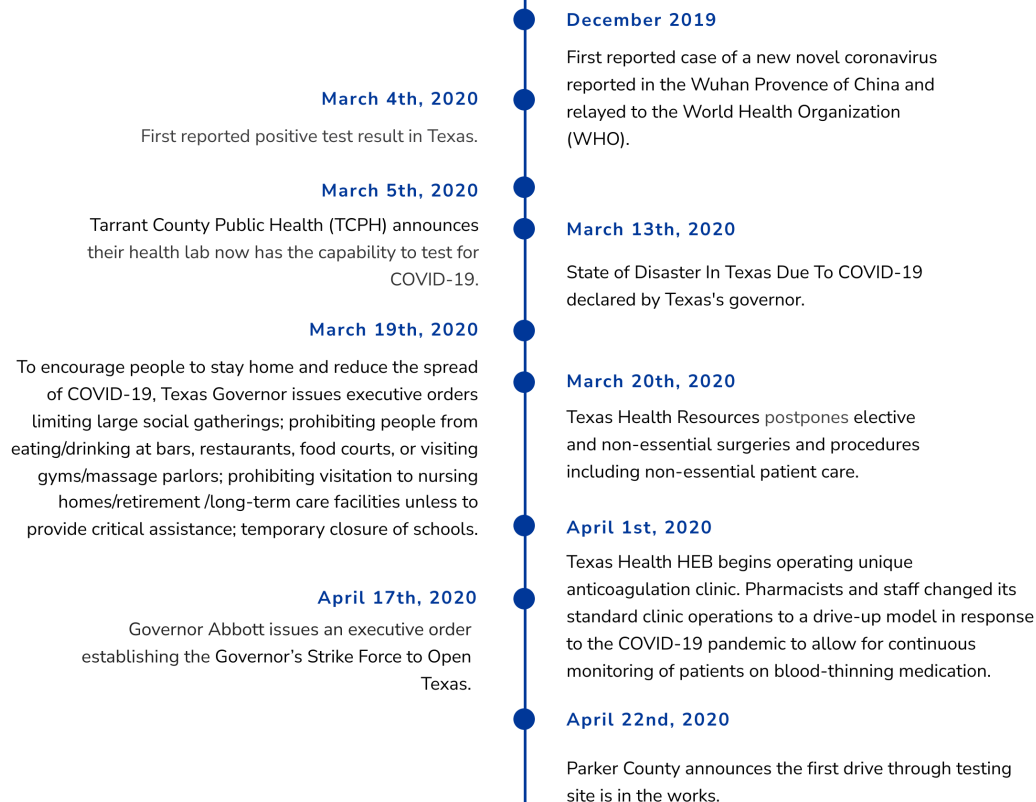 December 2019
First reported case of a new novel coronavirus
reported in the Wuhan Provence of China and
relayed to the World Health Organization
(WHO).
March 4th, 2020
First reported positive test result in Texas.
March 5th, 2020
Tarrant County Public Health (TCPH) announces
their health lab now has the capability to test for
COVID-19.
March 13th, 2020
State of Disaster In Texas Due To COVID-19
declared by Texas's governor.
March 19th, 2020
To encourage people to stay home and reduce the spread
of COVID-19, Texas Governor issues executive orders
limiting large social gatherings; prohibiting people from
eating/drinking at bars, restaurants, food courts, or visiting
gyms/massage parlors; prohibiting visitation to nursing
homes/retirement /long-term care facilities unless to
provide critical assistance; temporary closure of schools.
March 20th, 2020
Texas Health Resources postpones elective
and non-essential surgeries and procedures
including non-essential patient care.
April 1st, 2020
Texas Health HEB begins operating unique
anticoagulation clinic. Pharmacists and staff changed its
standard clinic operations to a drive-up model in response
to the COVID-19 pandemic to allow for continuous
monitoring of patients on blood-thinning medication.
April 17th, 2020
Governor Abbott issues an executive order
establishing the Governor’s Strike Force to Open
Texas.
April 22nd, 2020
Parker County announces the first drive through testing
site is in the works.